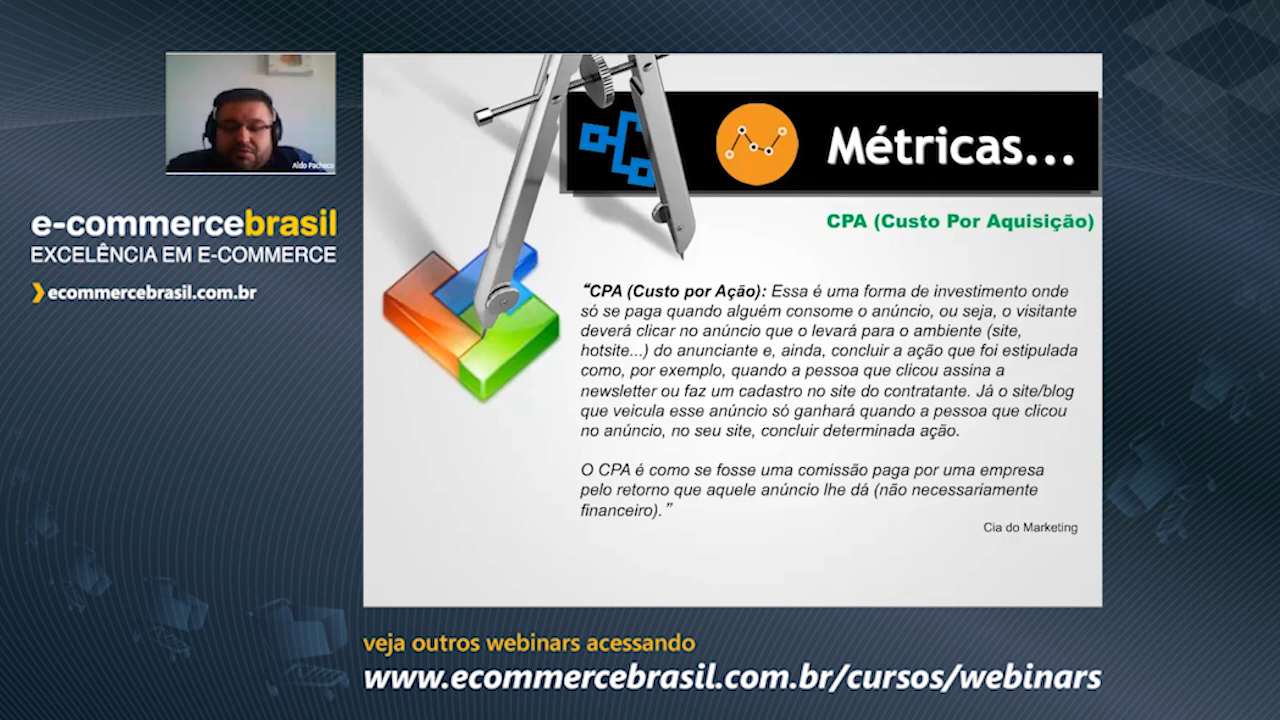 Aldo Pacheco
e-commercebrasil
EXCELÊNCIA EM E-COMMERCE
ecommercebrasil.com.br
Métricas...
CPA (Custo Por Aquisição)
“CPA (Custo por Ação): Essa é uma forma de investimento onde
só se paga quando alguém consome o anúncio, ou seja, o visitante
deverá clicar no anúncio que o levará para o ambiente (site,
hotsite...) do anunciante e, ainda, concluir a ação que foi estipulada
como, por exemplo, quando a pessoa que clicou assina a
newsletter ou faz um cadastro no site do contratante. Já o site/blog
que veicula esse anúncio só ganhará quando a pessoa que clicou
no anúncio, no seu site, concluir determinada ação.
O CPA é como se fosse uma comissão paga por uma empresa
pelo retorno que aquele anúncio lhe dá (não necessariamente
financeiro).”
Cia do Marketing
veja outros webinars acessando
www.ecommercebrasil.com.br/cursos/webinars